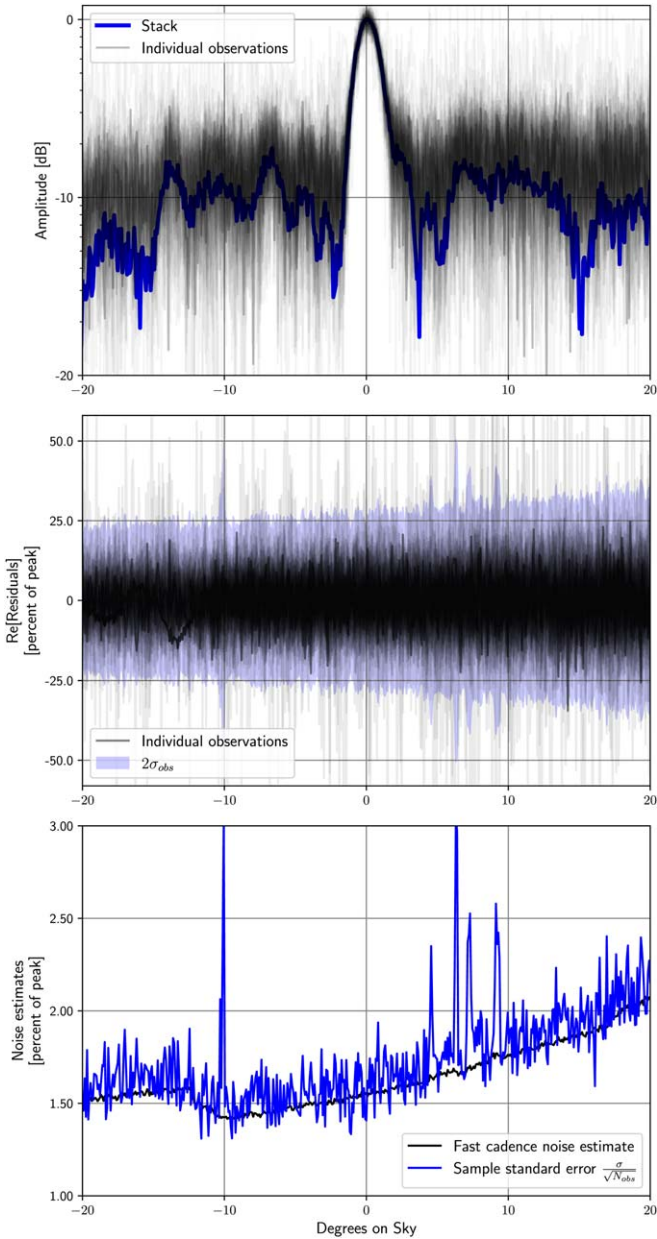 0
Stack
Individual observations
Amplitude [dB]
-10
-20
−20
−10
0
10
20
50.0
25.0
Re[Residuals]
[percent of peak]
0
-25.0
Individual observations
2σobs
-50.0
−20
−10
0
10
20
3.00
2.50
Noise estimates
[percent of peak]
2.00
1.50
Fast cadence noise estimate
Sample standard error σ/√Nobs
1.00
−20
−10
0
10
20
Degrees on Sky